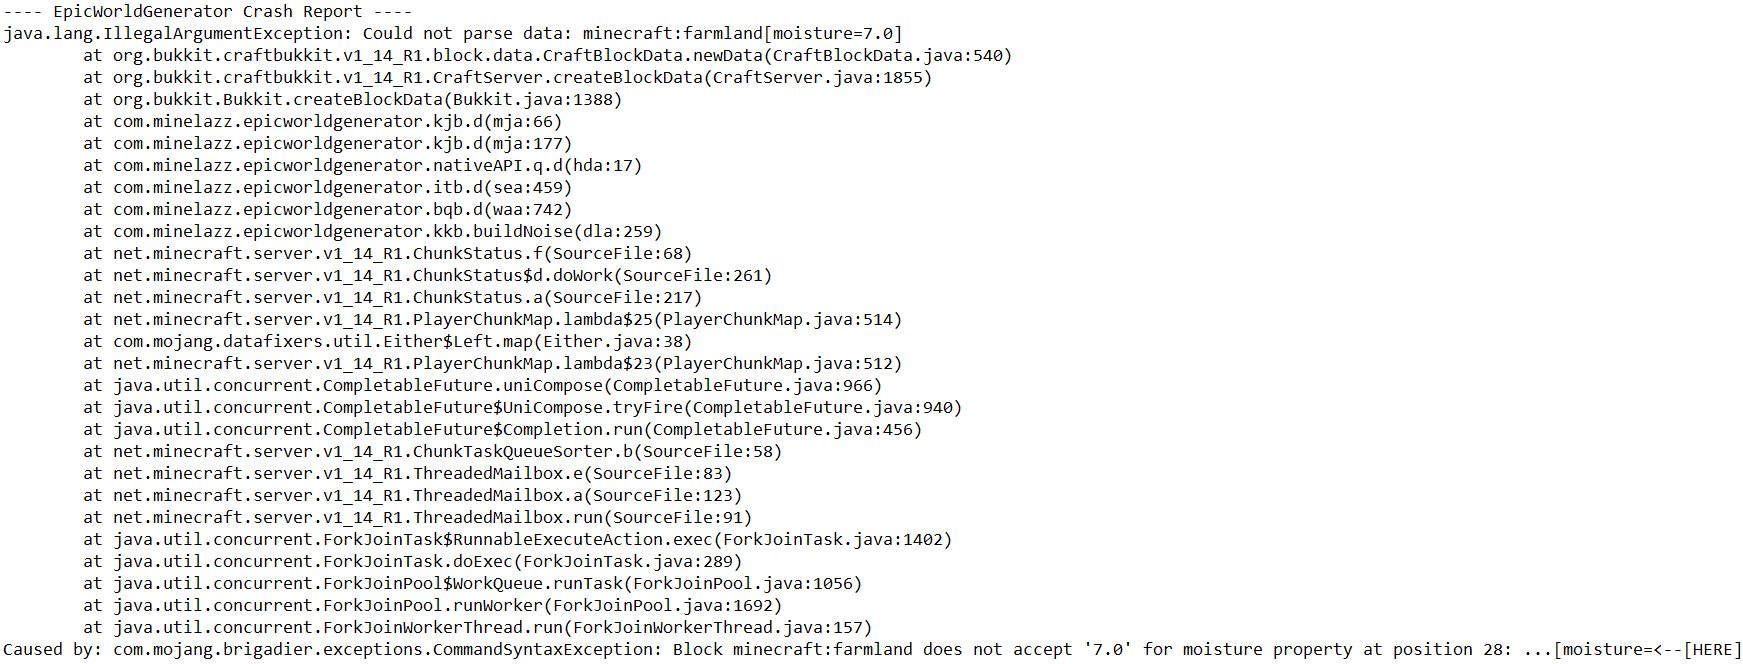 ---- EpicWorldGenerator Crash Report ----
java.lang.IllegalArgumentException: Could not parse data: minecraft:farmland[moisture=7.0]
at org.bukkit.craftbukkit.v1_14_R1.block.data.CraftBlockData.newData(CraftBlockData.java:540)
at org.bukkit.craftbukkit.v1_14_R1.CraftServer.createBlockData(CraftServer.java:1855)
at org.bukkit.Bukkit.createBlockData(Bukkit.java:1388)
at com.minelazz.epicworldgenerator.kjb.d(mja:66)
at com.minelazz.epicworldgenerator.kjb.d(mja:177)
at com.minelazz.epicworldgenerator.nativeAPI.q.d(hda:17)
at com.minelazz.epicworldgenerator.itb.d(sea:459)
at com.minelazz.epicworldgenerator.bqb.d(waa:742)
at com.minelazz.epicworldgenerator.kkb.buildNoise(dla:259)
at net.minecraft.server.v1_14_R1.ChunkStatus.f(SourceFile:68)
at net.minecraft.server.v1_14_R1.ChunkStatus$d.doWork(SourceFile:261)
at net.minecraft.server.v1_14_R1.ChunkStatus.a(SourceFile:217)
at net.minecraft.server.v1_14_R1.PlayerChunkMap.lambda$25(PlayerChunkMap.java:514)
at com.mojang.datafixers.util.Either$Left.map(Either.java:38)
at net.minecraft.server.v1_14_R1.PlayerChunkMap.lambda$23(PlayerChunkMap.java:512)
at java.util.concurrent.CompletableFuture.uniCompose(CompletableFuture.java:966)
at java.util.concurrent.CompletableFuture$UniCompose.tryFire(CompletableFuture.java:940)
at java.util.concurrent.CompletableFuture$Completion.run(CompletableFuture.java:456)
at net.minecraft.server.v1_14_R1.ChunkTaskQueueSorter.b(SourceFile:58)
at net.minecraft.server.v1_14_R1.ThreadedMailbox.e(SourceFile:83)
at net.minecraft.server.v1_14_R1.ThreadedMailbox.a(SourceFile:123)
at net.minecraft.server.v1_14_R1.ThreadedMailbox.run(SourceFile:91)
at java.util.concurrent.ForkJoinTask$RunnableExecuteAction.exec(ForkJoinTask.java:1402)
at java.util.concurrent.ForkJoinTask.doExec(ForkJoinTask.java:289)
at java.util.concurrent.ForkJoinPool$WorkQueue.runTask(ForkJoinPool.java:1056)
at java.util.concurrent.ForkJoinPool.runWorker(ForkJoinPool.java:1692)
at java.util.concurrent.ForkJoinWorkerThread.run(ForkJoinWorkerThread.java:157)
Caused by: com.mojang.brigadier.exceptions.CommandSyntaxException: Block minecraft:farmland does not accept '7.0' for moisture property at position 28: ...[moisture=<--[HERE]